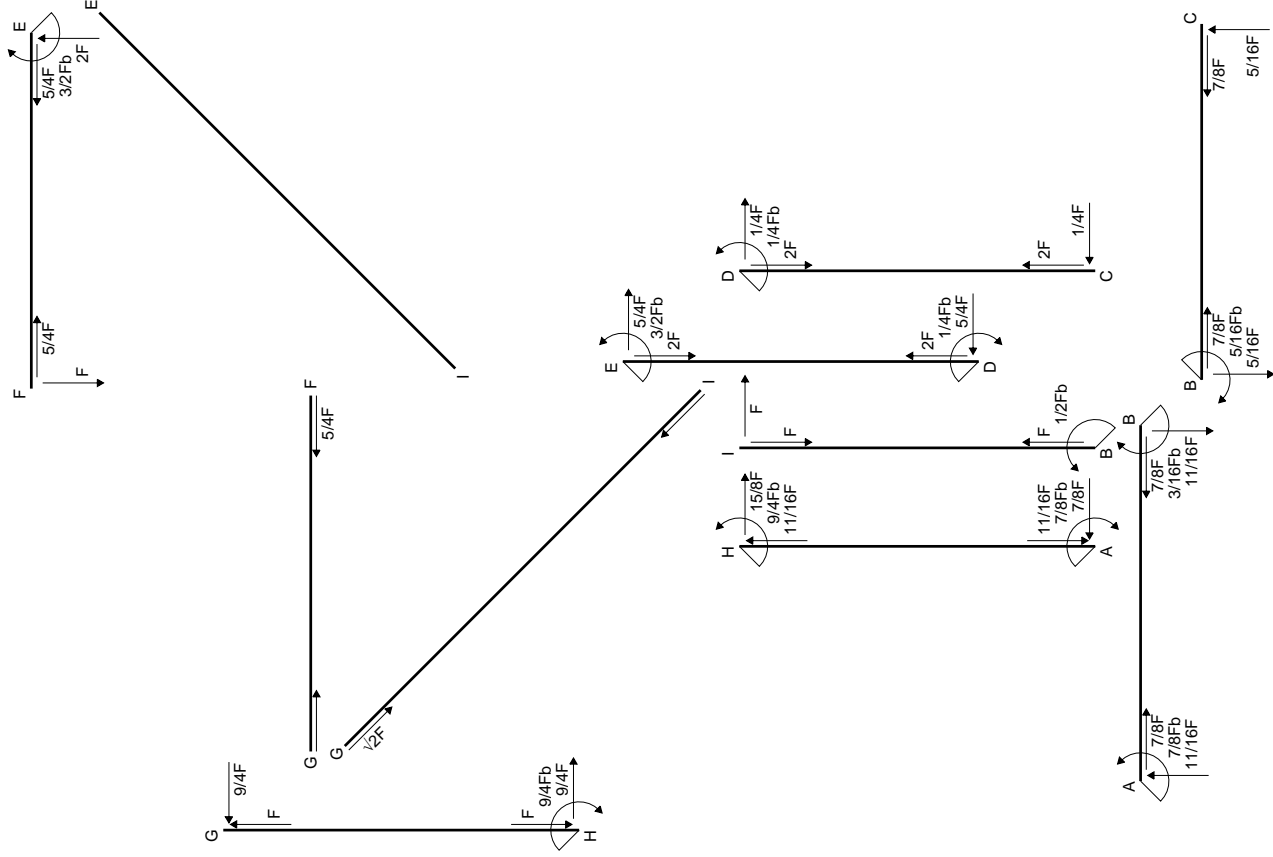 E
5/4F
3/2Fb
2F
F
5/4F
F
E
I
F
5/4F
G
G
√2F
I
G
9/4F
F
F
9/4Fb
9/4F
H
E
5/4F
3/2Fb
2F
2F
1/4Fb
5/4F
D
D
1/4F
1/4Fb
2F
2F
1/4F
C
I
F
F
F
1/2Fb
B
H
15/8F
9/4Fb
11/16F
11/16F
7/8Fb
7/8F
A
A
7/8F
7/8Fb
11/16F
B
7/8F
3/16Fb
11/16F
B
7/8F
5/16Fb
5/16F
C
7/8F
5/16F